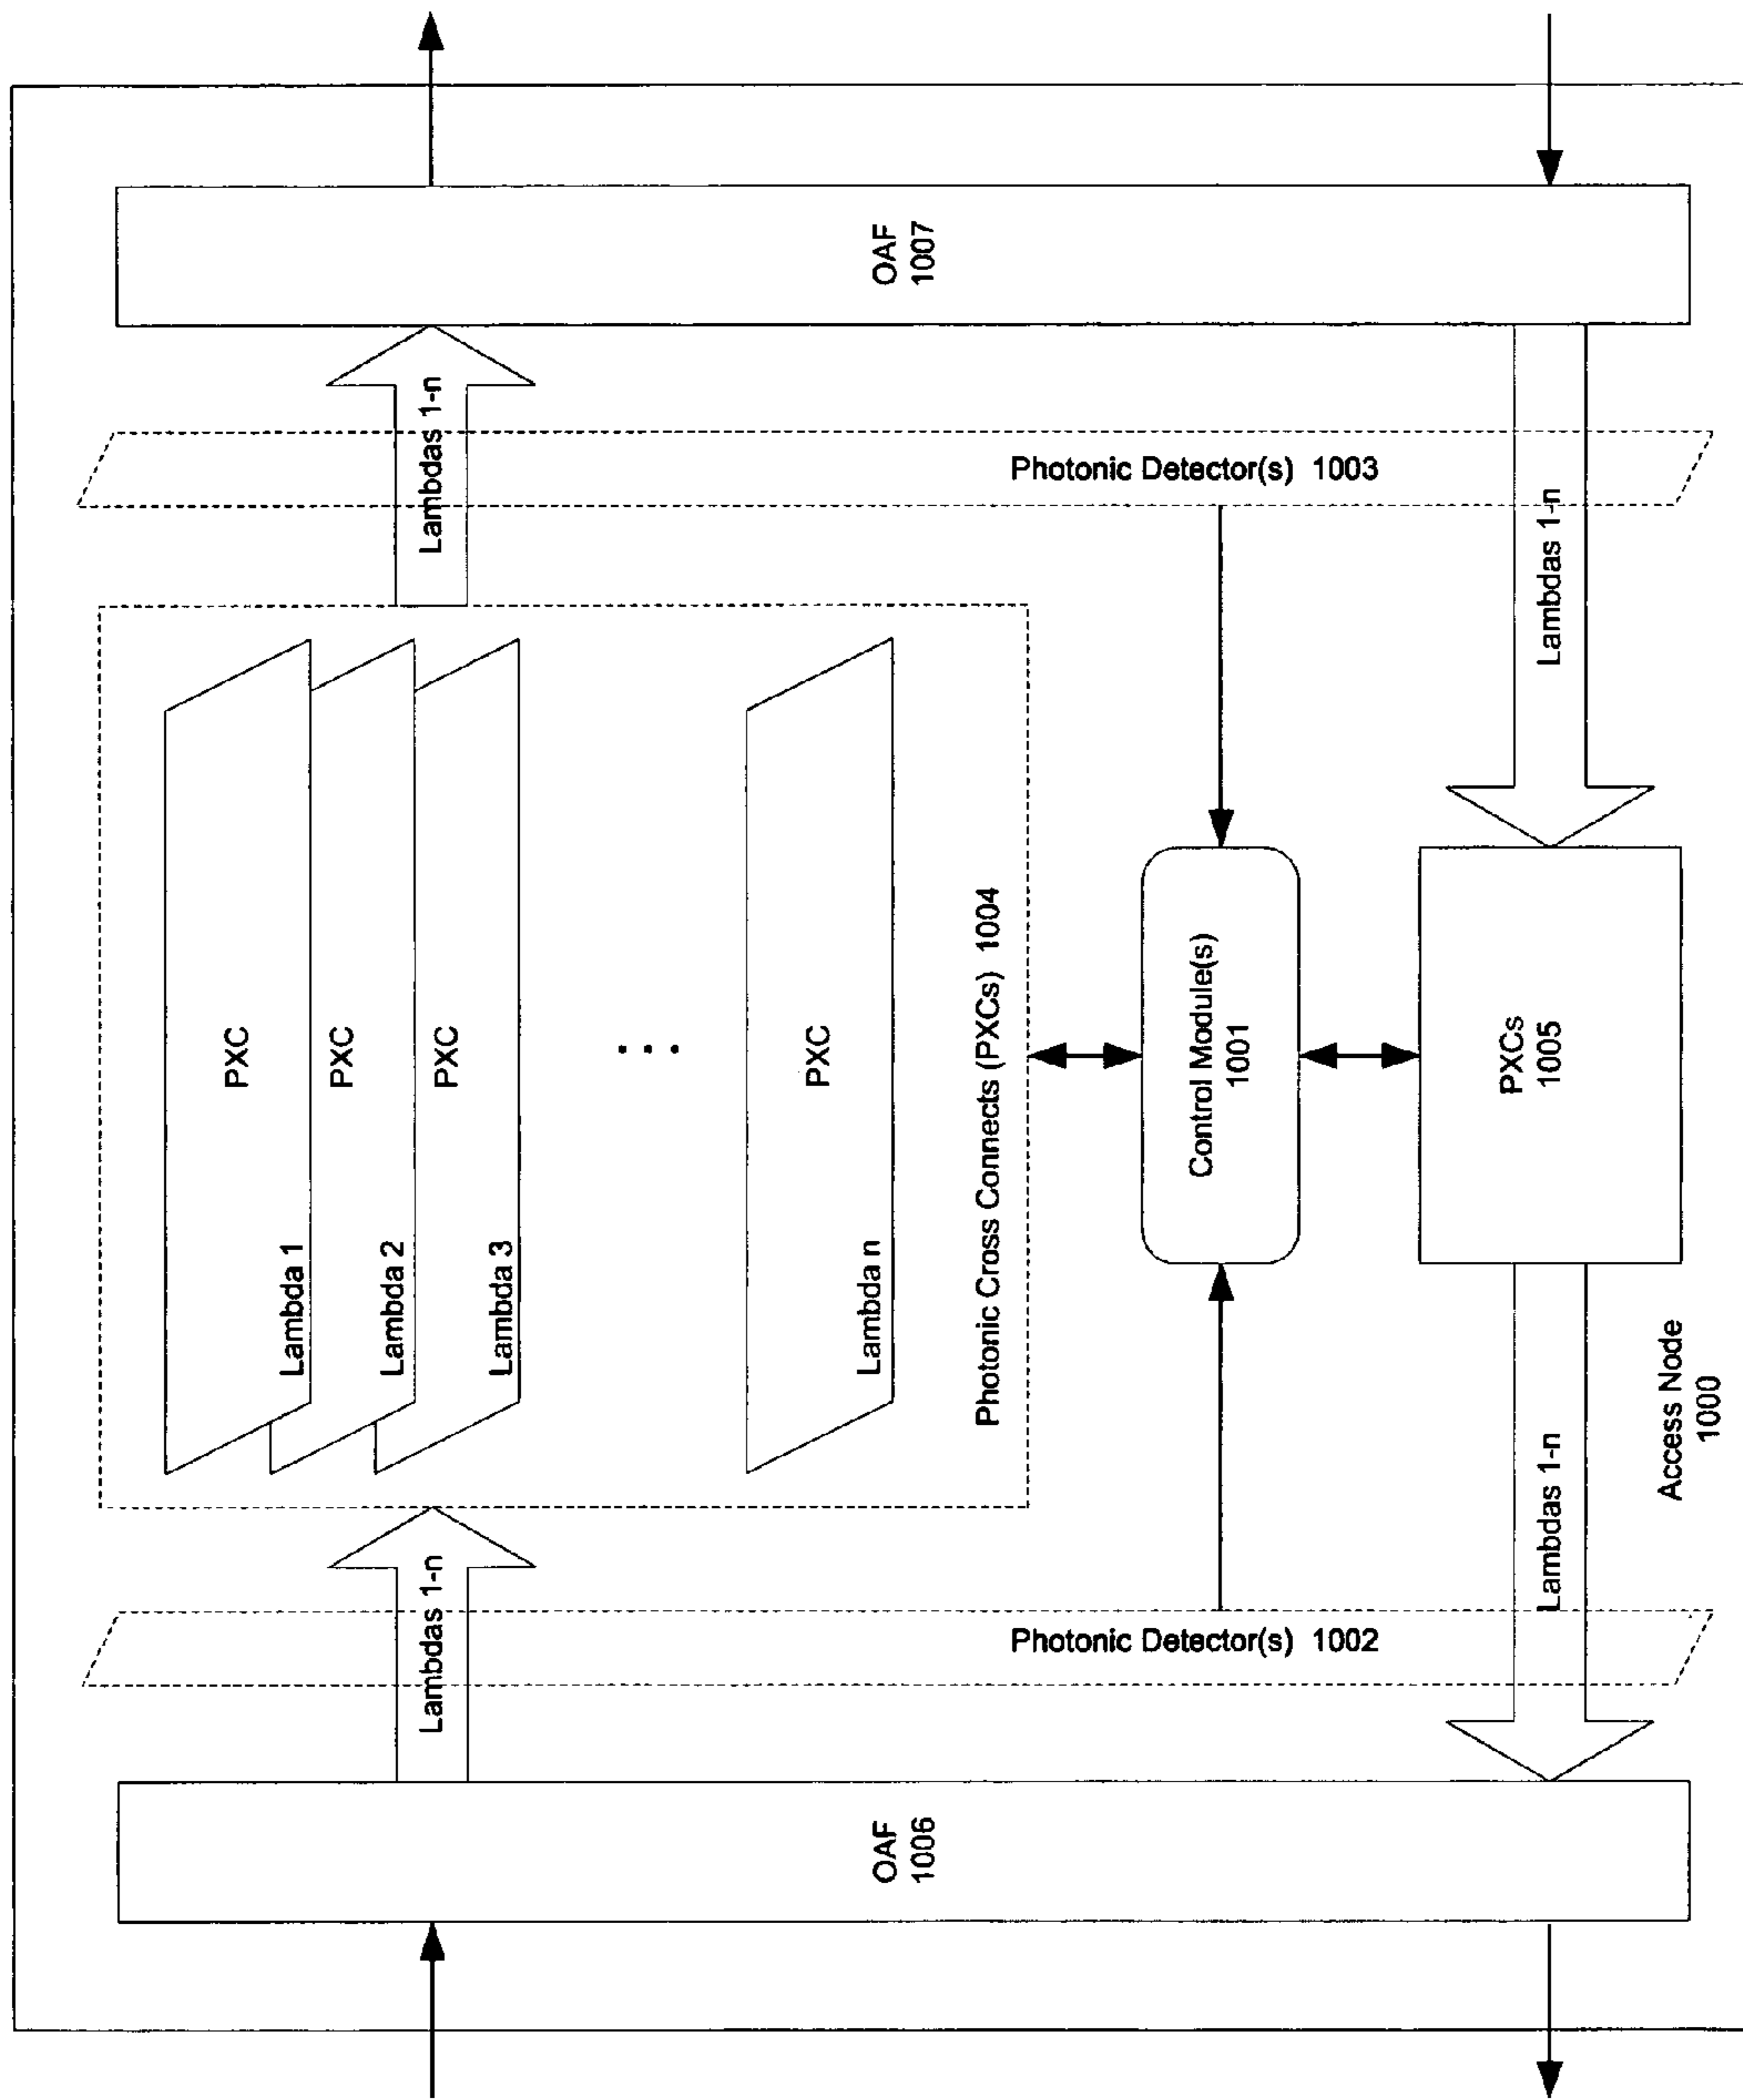 OAF
1006
Lambdas 1-n
Photonic Detector(s) 1002
Lambdas 1-n
PXC
Lambda 1
PXC
Lambda 2
PXC
Lambda 3
...
PXC
Lambda n
Photonic Cross Connects (PXCs) 1004
Control Module(s)
1001
PXCs
1005
Lambdas 1-n
Photonic Detector(s) 1003
Lambdas 1-n
OAF
1007
Access Node
1000